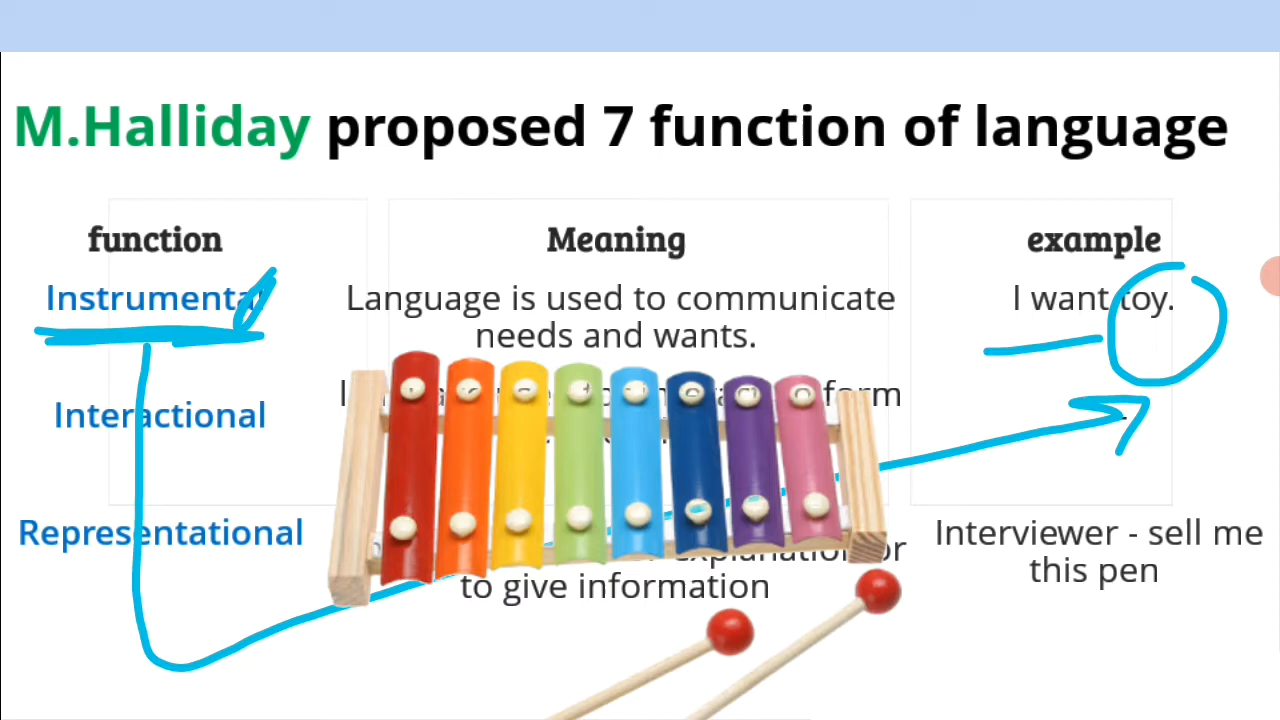 M.Halliday proposed 7 function of language
function Meaning example
Instrumental Language is used to communicate I want toy.
needs and wants.
Interactional form
-
Representational explanation or Interviewer - sell me
to give information this pen